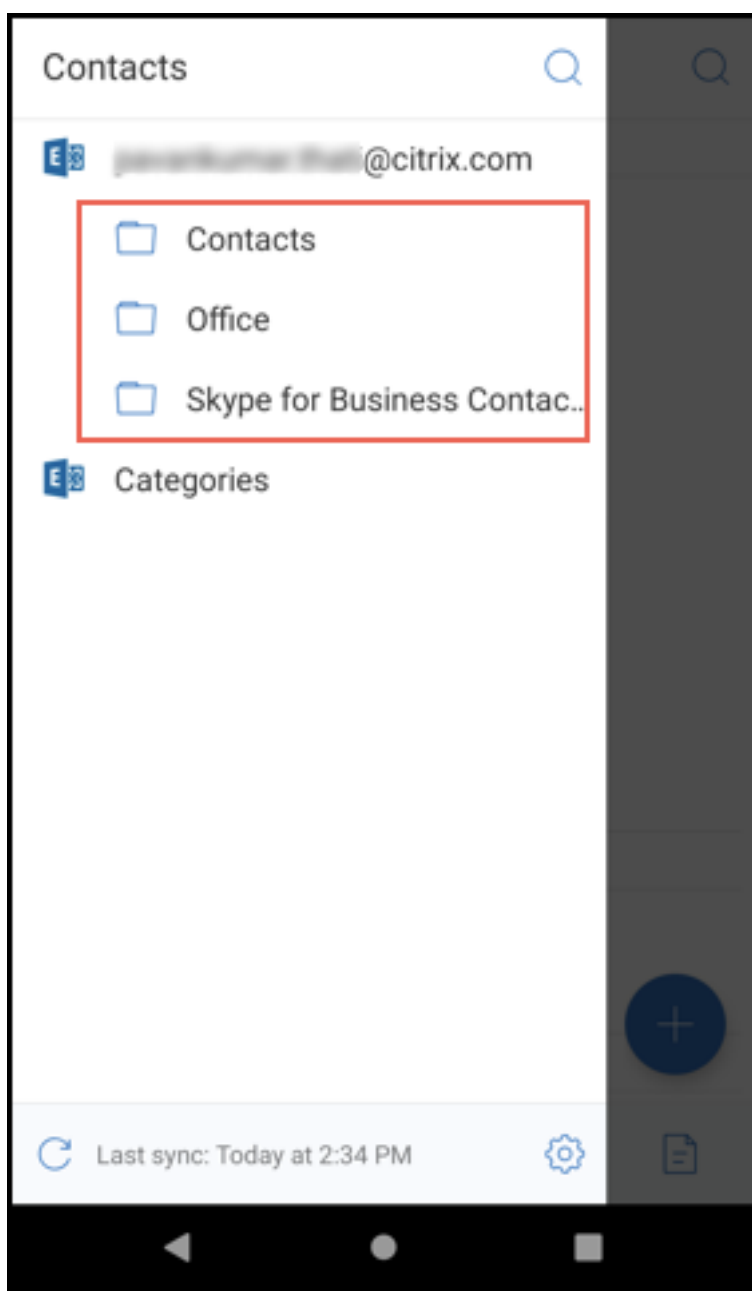 Contacts
@citrix.com
Contacts
Office
Skype for Business Contac..
Categories
Last sync: Today at 2:34 PM